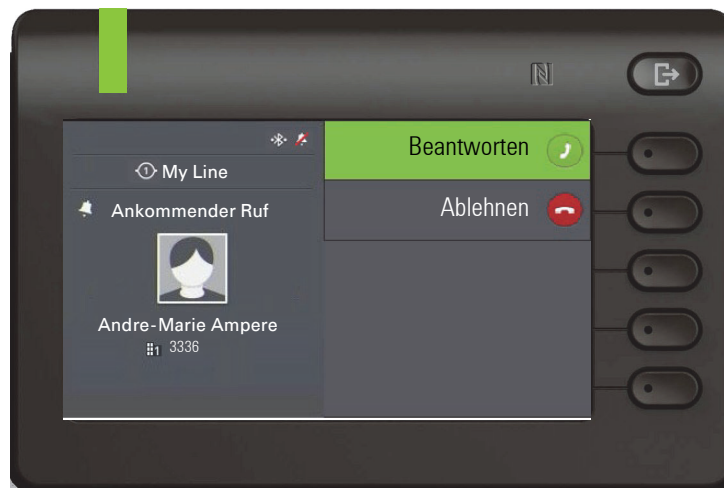 My Line
Ankommender Ruf
Andre-Marie Ampere
3336
Beantworten
Ablehnen